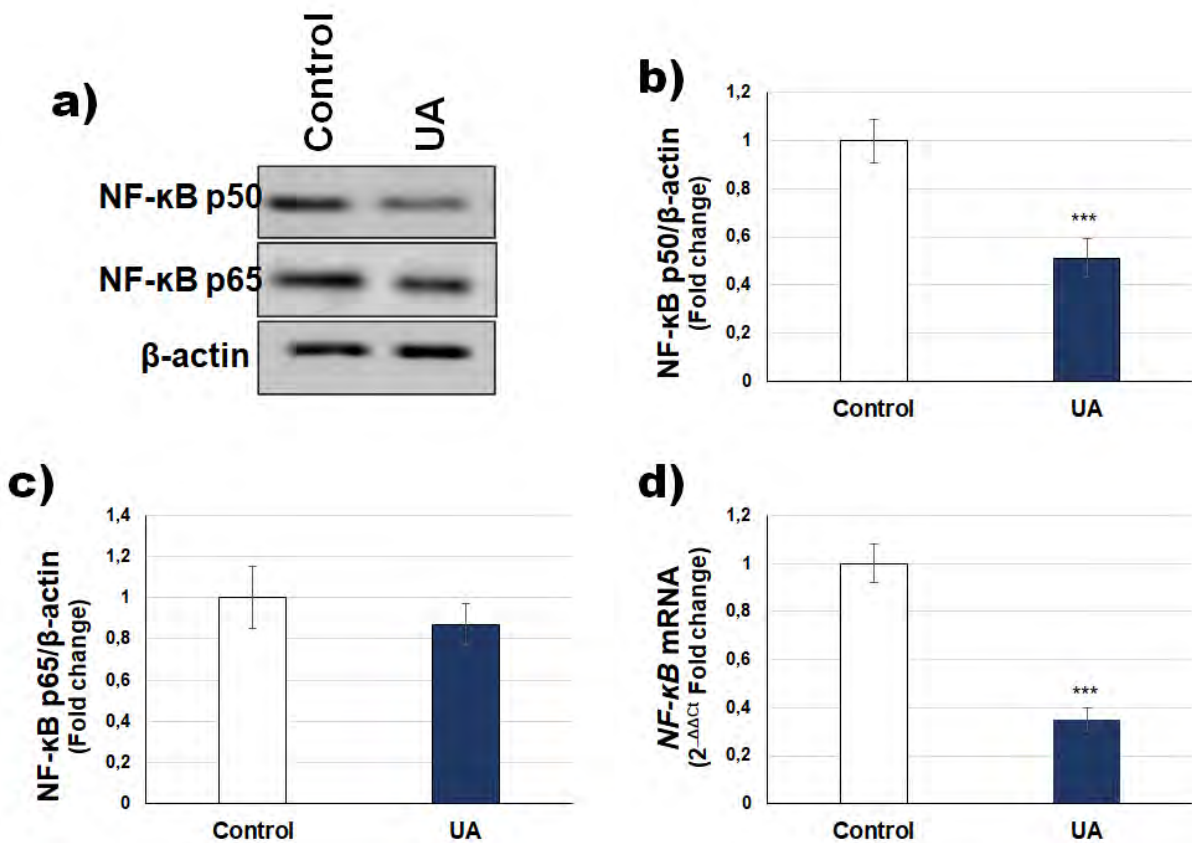 a)
Control
UA
NF-κB p50
NF-κB p65
β-actin
b)
NF-κB p50/β-actin
(Fold change)
1,2
1
0,8
0,6
0,4
0,2
0
***
Control
UA
c)
NF-κB p65/β-actin
(Fold change)
1,4
1,2
1
0,8
0,6
0,4
0,2
0
Control
UA
d)
NF-κB mRNA
(2-ΔΔCt Fold change)
1,2
1
0,8
0,6
0,4
0,2
0
***
Control
UA